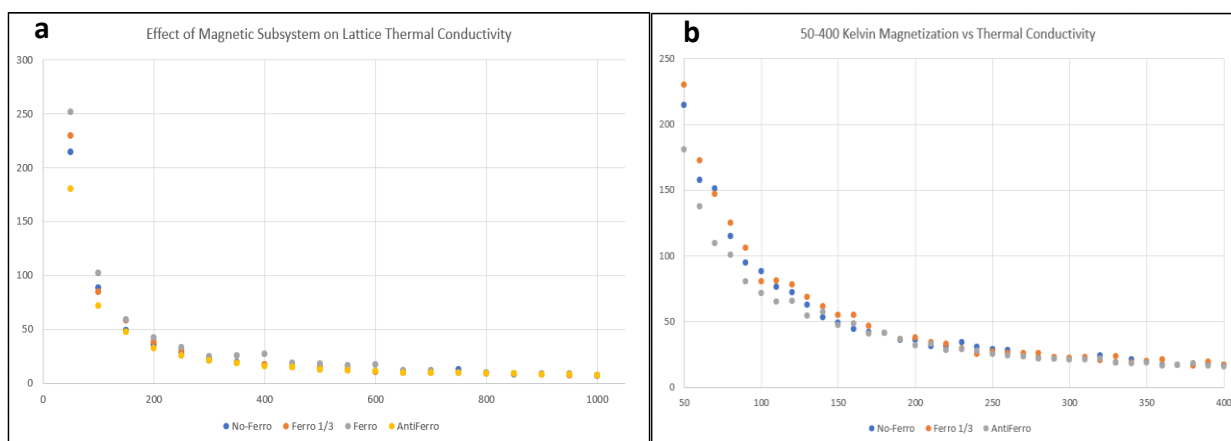 a
Effect of Magnetic Subsystem on Lattice Thermal Conductivity
300
250
200
150
100
50
0
0 200 400 600 800 1000
No-Ferro Ferro 1/3 Ferro AntiFerro
b
50-400 Kelvin Magnetization vs Thermal Conductivity
250
200
150
100
50
0
50 100 150 200 250 300 350 400
No-Ferro Ferro 1/3 AntiFerro